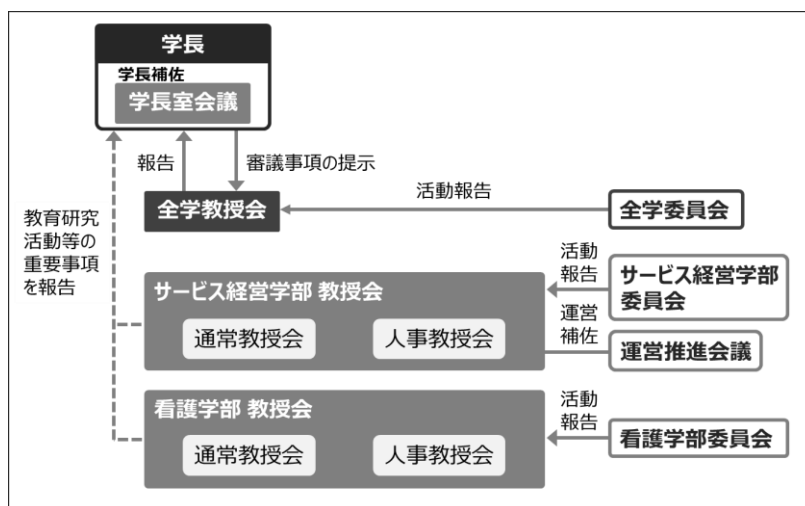 学長
学長補佐
学長室会議
報告
審議事項の提示
全学教授会
活動報告
全学委員会
教育研究
活動等の
重要事項
を報告
サービス経営学部 教授会
通常教授会
人事教授会
活動
報告
サービス経営学部
委員会
運営
補佐
運営推進会議
看護学部 教授会
通常教授会
人事教授会
活動
報告
看護学部委員会